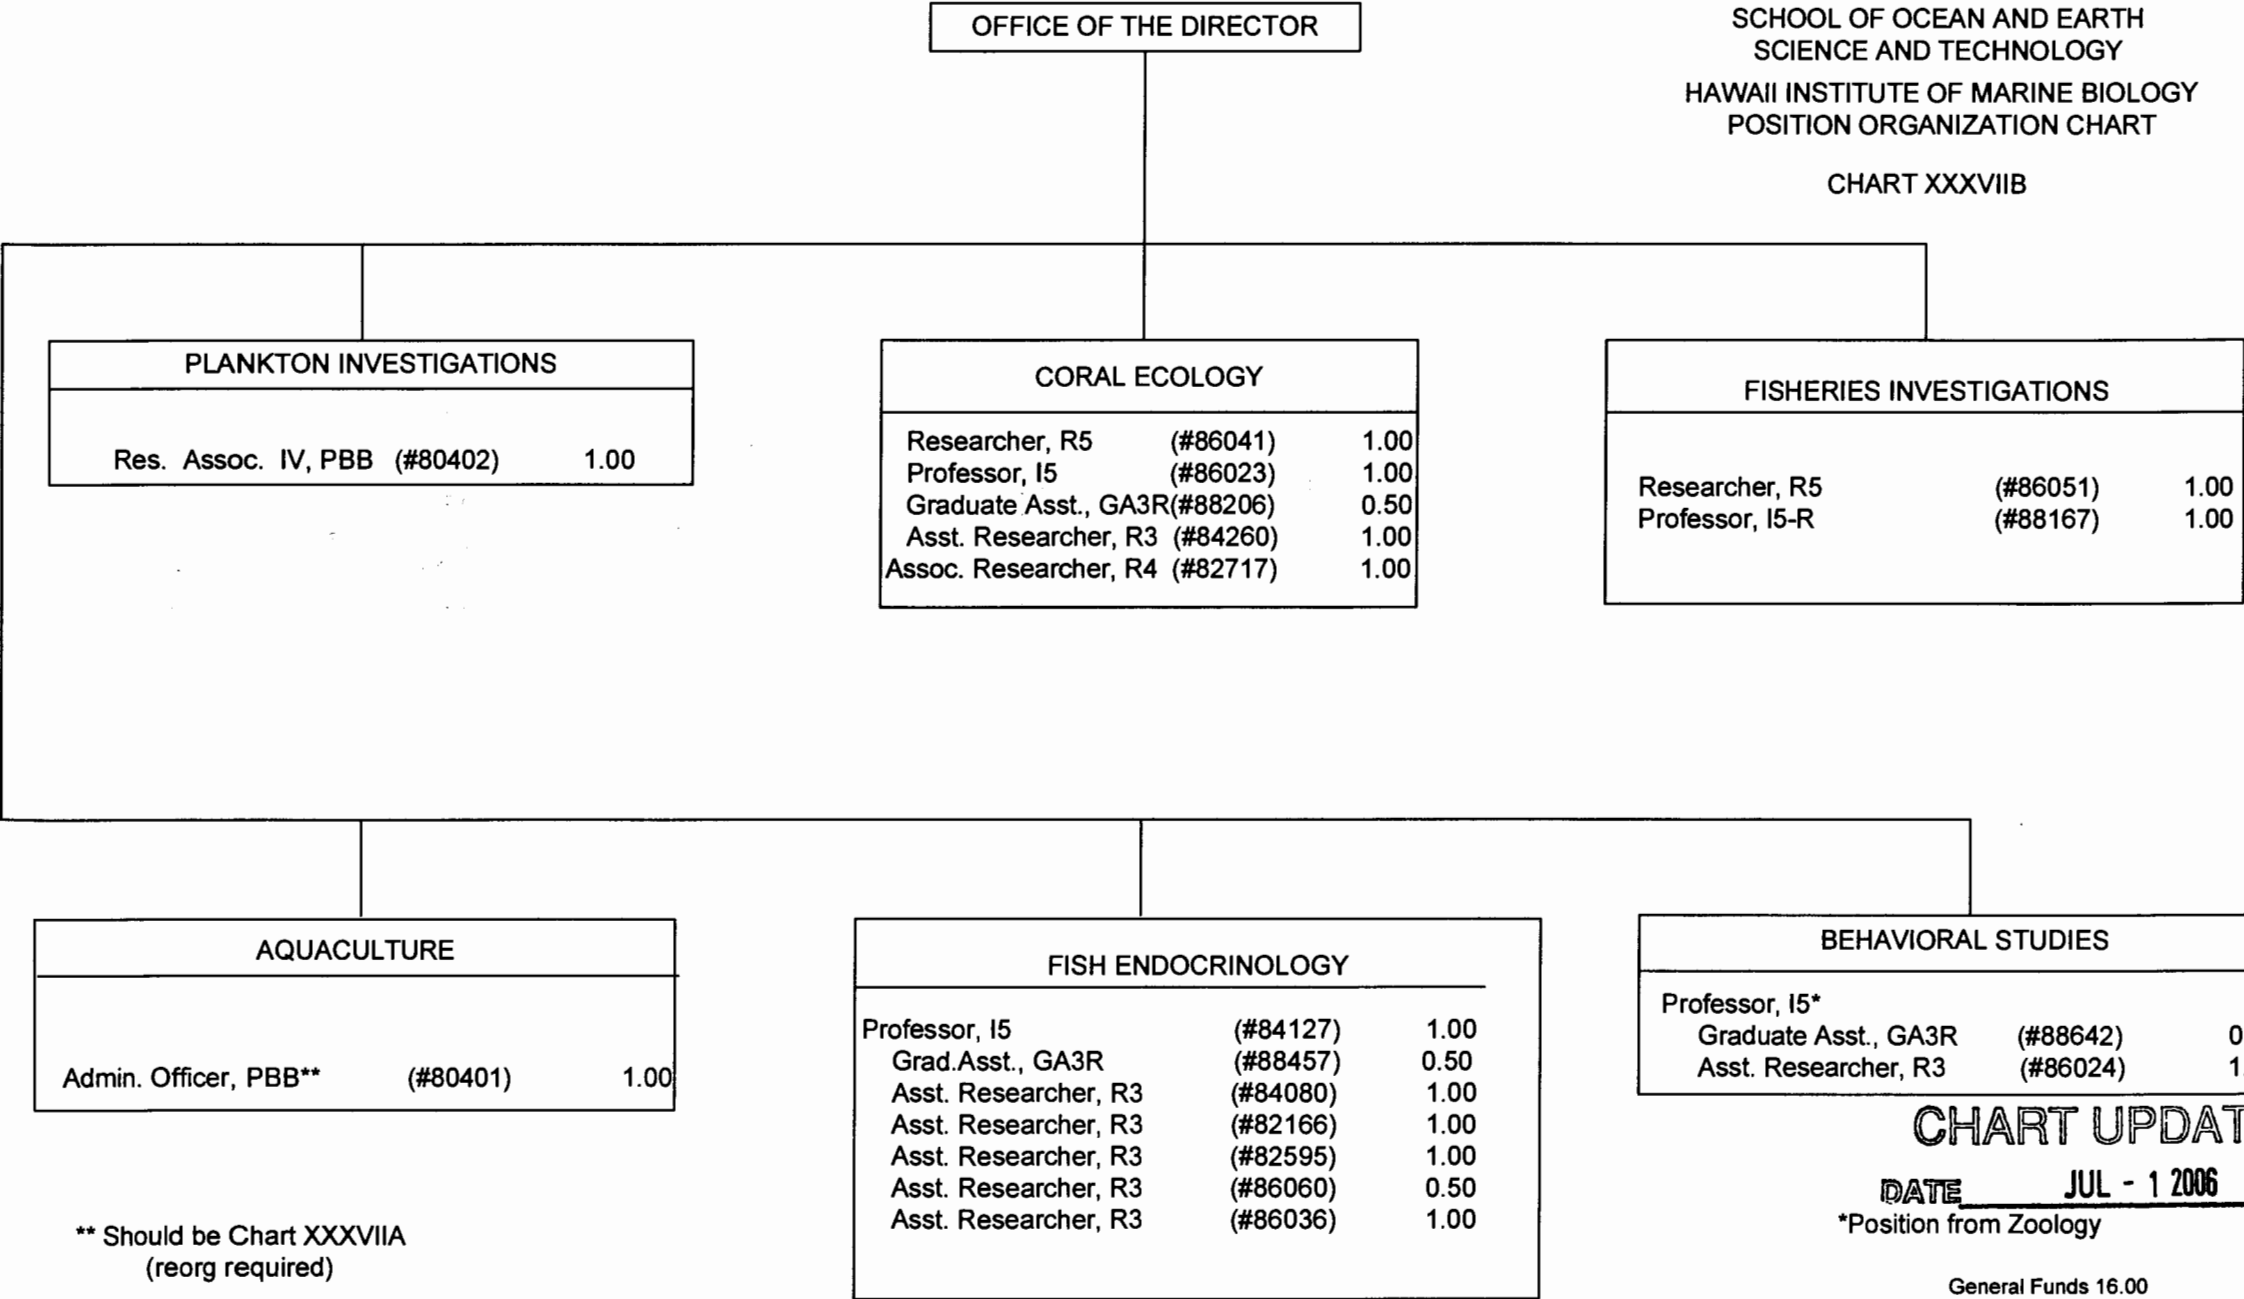 OFFICE OF THE DIRECTOR
SCHOOL OF OCEAN AND EARTH
SCIENCE AND TECHNOLOGY
HAWAII INSTITUTE OF MARINE BIOLOGY
POSITION ORGANIZATION CHART
CHART XXXVIIB
PLANKTON INVESTIGATIONS
Res. Assoc. IV, PBB (#80402) 1.00
CORAL ECOLOGY
Researcher, R5 (#86041) 1.00
Professor, I5 (#86023) 1.00
Graduate Asst., GA3R(#88206) 0.50
Asst. Researcher, R3 (#84260) 1.00
Assoc. Researcher, R4 (#82717) 1.00
FISHERIES INVESTIGATIONS
Researcher, R5 (#86051) 1.00
Professor, I5-R (#88167) 1.00
AQUACULTURE
Admin. Officer, PBB** (#80401) 1.00
** Should be Chart XXXVIIA
(reorg required)
FISH ENDOCRINOLOGY
Professor, I5 (#84127) 1.00
Grad.Asst., GA3R (#88457) 0.50
Asst. Researcher, R3 (#84080) 1.00
Asst. Researcher, R3 (#82166) 1.00
Asst. Researcher, R3 (#82595) 1.00
Asst. Researcher, R3 (#86060) 0.50
Asst. Researcher, R3 (#86036) 1.00
BEHAVIORAL STUDIES
Professor, I5*
Graduate Asst., GA3R (#88642) 0
Asst. Researcher, R3 (#86024) 1.
CHART UPDAT
DATE JUL - 1 2006
*Position from Zoology
General Funds 16.00